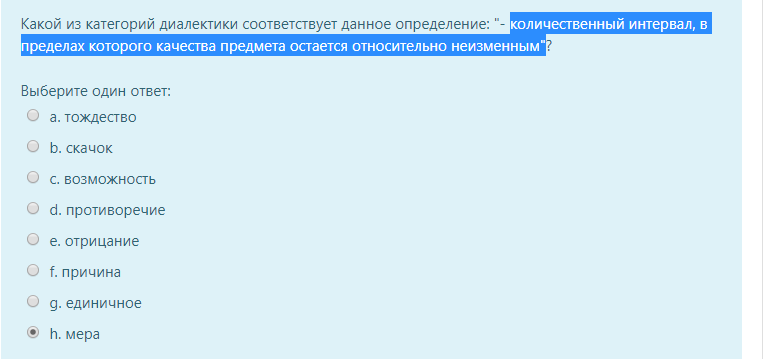 Какой из категорий диалектики соответствует данное определение: "- количественный интервал, в
пределах которого качества предмета остается относительно неизменным"?
Выберите один ответ:
a. тождество
b. скачок
c. возможность
d. противоречие
e. отрицание
f. причина
g. единичное
h. мера